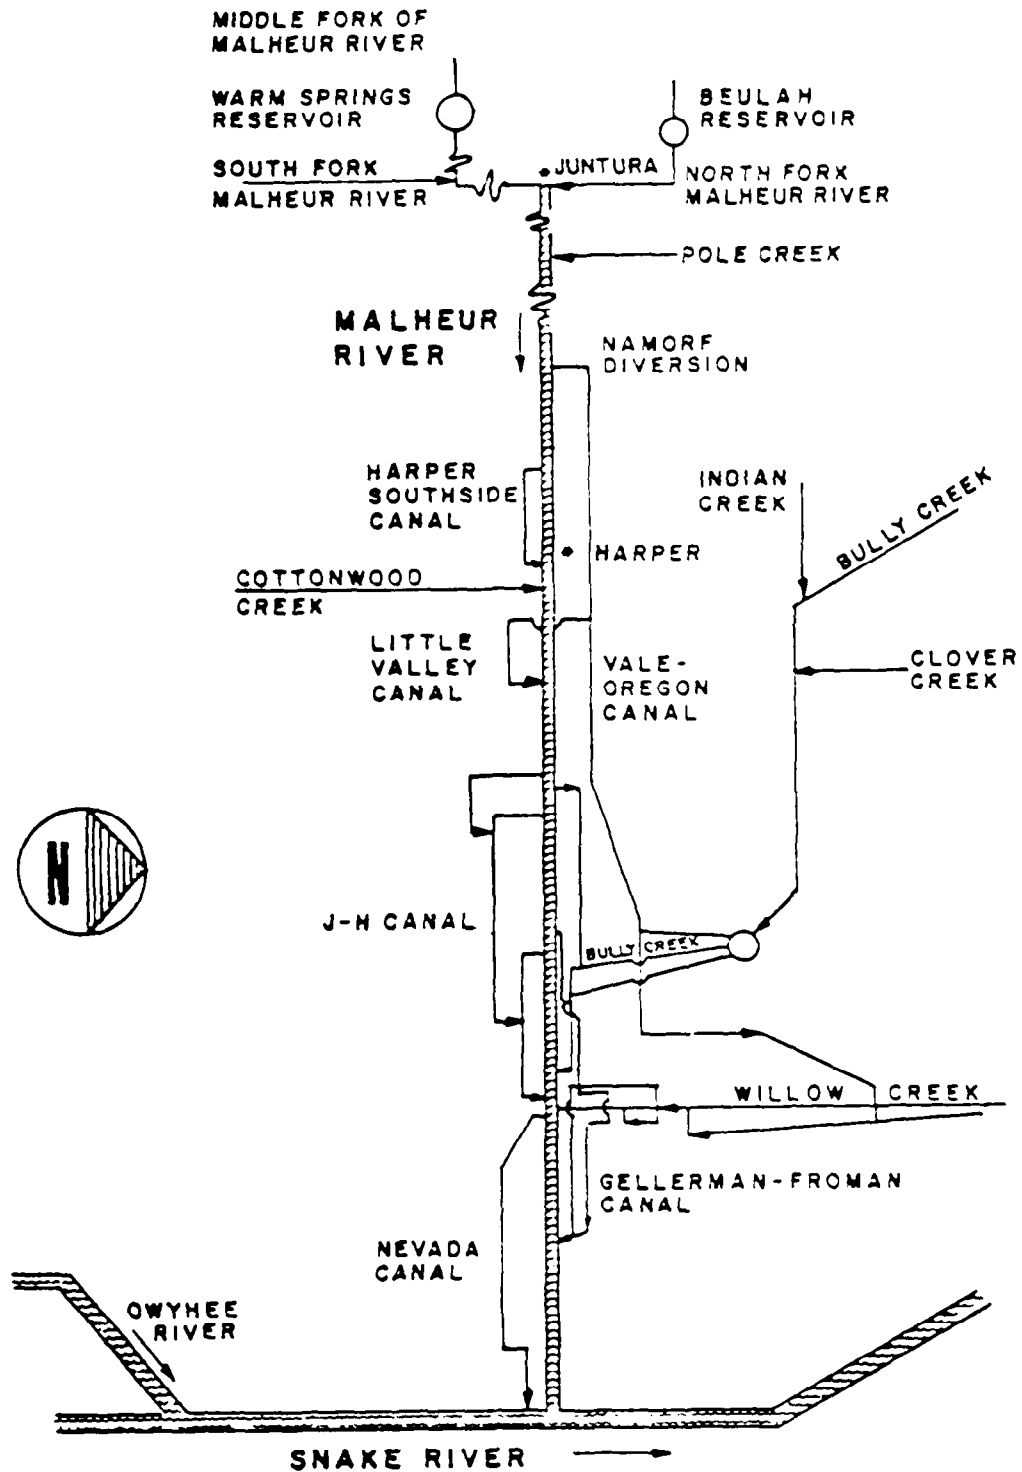 MIDDLE FORK OF
MALHEUR RIVER
WARM SPRINGS
RESERVOIR
BEULAH
RESERVOIR
SOUTH FORK
MALHEUR RIVER
JUNTURA
NORTH FORK
MALHEUR RIVER
POLE CREEK
MALHEUR
RIVER
NAMORF
DIVERSION
HARPER
SOUTHSIDE
CANAL
INDIAN
CREEK
BULLY CREEK
HARPER
COTTONWOOD
CREEK
LITTLE
VALLEY
CANAL
VALE-
OREGON
CANAL
CLOVER
CREEK
N
J-H CANAL
BULLY CREEK
WILLOW CREEK
GELLERMAN-FROMAN
CANAL
NEVADA
CANAL
OWYHEE
RIVER
SNAKE RIVER